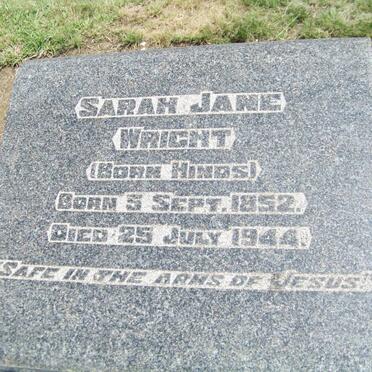 SARAH JANE
WRIGHT
(BORN HINDS)
BORN 5 SEPT. 1852.
DIED 25 JULY 1944.
SAFE IN THE ARMS OF JESUS.